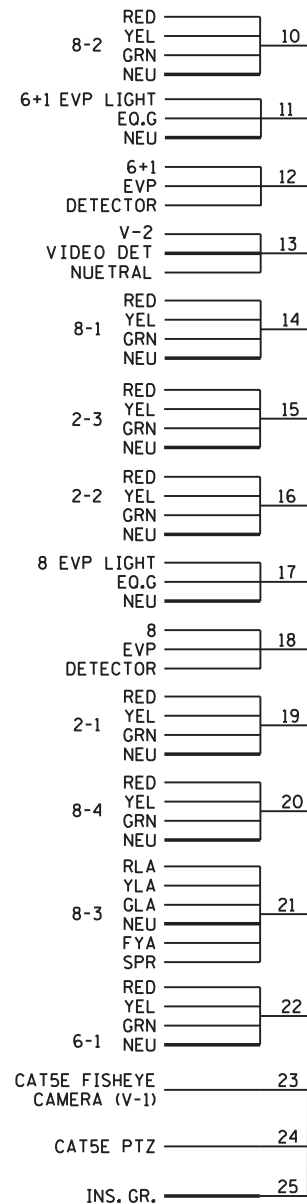 RED
8-2 YEL 10
GRN
NEU
6+1 EVP LIGHT
EQ.G 11
NEU
6+1
EVP 12
DETECTOR
V-2
VIDEO DET 13
NUETRAL
RED
8-1 YEL 14
GRN
NEU
RED
2-3 YEL 15
GRN
NEU
RED
2-2 YEL 16
GRN
NEU
8 EVP LIGHT
EQ.G 17
NEU
8
EVP 18
DETECTOR
RED
2-1 YEL 19
GRN
NEU
RED
8-4 YEL 20
GRN
NEU
RLA
YLA
8-3 GLA 21
NEU
FYA
SPR
RED
YEL 22
GRN
6-1 NEU
CAT5E FISHEYE 23
CAMERA (V-1)
CAT5E PTZ 24
INS. GR. 25